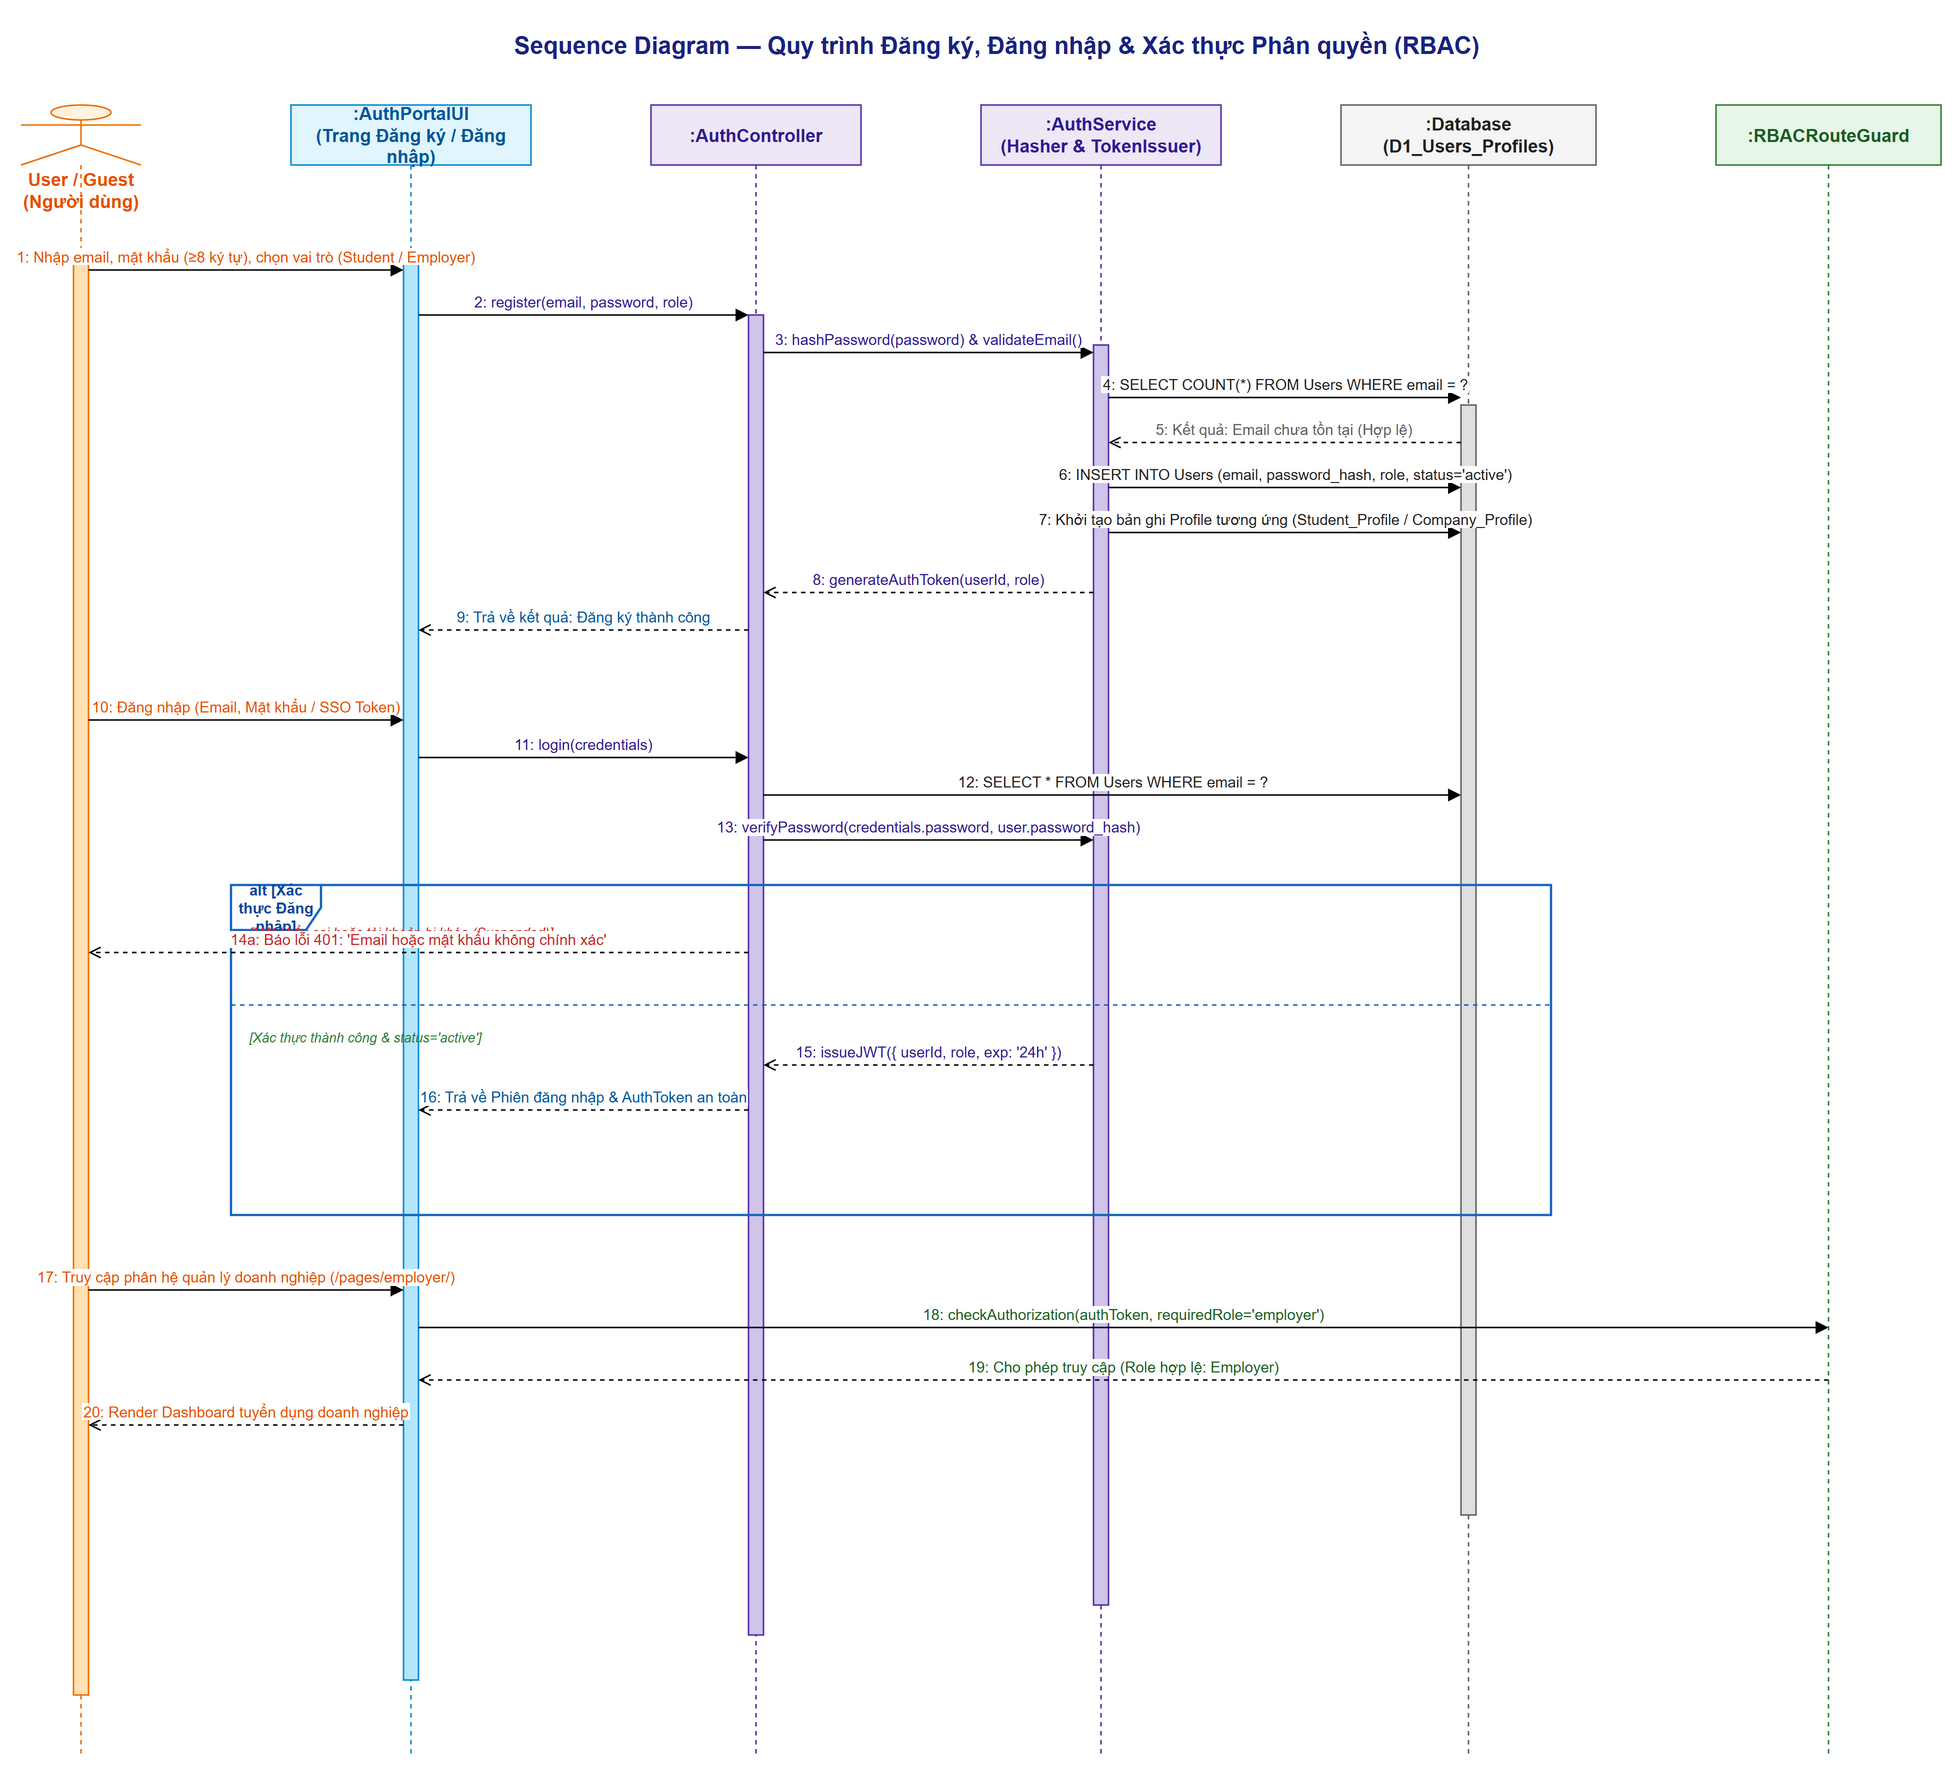 Sequence Diagram — Quy trình Đăng ký, Đăng nhập & Xác thực Phân quyền (RBAC)
User / Guest
(Người dùng)
:AuthPortalUI
(Trang Đăng ký / Đăng
nhập)
:AuthController
:AuthService
(Hasher & TokenIssuer)
:Database
(D1_Users_Profiles)
:RBACRouteGuard
1: Nhập email, mật khẩu (≥8 ký tự), chọn vai trò (Student / Employer)
2: register(email, password, role)
3: hashPassword(password) & validateEmail()
4: SELECT COUNT(*) FROM Users WHERE email = ?
5: Kết quả: Email chưa tồn tại (Hợp lệ)
6: INSERT INTO Users (email, password_hash, role, status='active')
7: Khởi tạo bản ghi Profile tương ứng (Student_Profile / Company_Profile)
8: generateAuthToken(userId, role)
9: Trả về kết quả: Đăng ký thành công
10: Đăng nhập (Email, Mật khẩu / SSO Token)
11: login(credentials)
12: SELECT * FROM Users WHERE email = ?
13: verifyPassword(credentials.password, user.password_hash)
alt [Xác
thực Đăng
nhập]
14a: Báo lỗi 401: 'Email hoặc mật khẩu không chính xác'
[Xác thực thành công & status='active']
15: issueJWT({ userId, role, exp: '24h' })
16: Trả về Phiên đăng nhập & AuthToken an toàn
17: Truy cập phân hệ quản lý doanh nghiệp (/pages/employer/)
18: checkAuthorization(authToken, requiredRole='employer')
19: Cho phép truy cập (Role hợp lệ: Employer)
20: Render Dashboard tuyển dụng doanh nghiệp